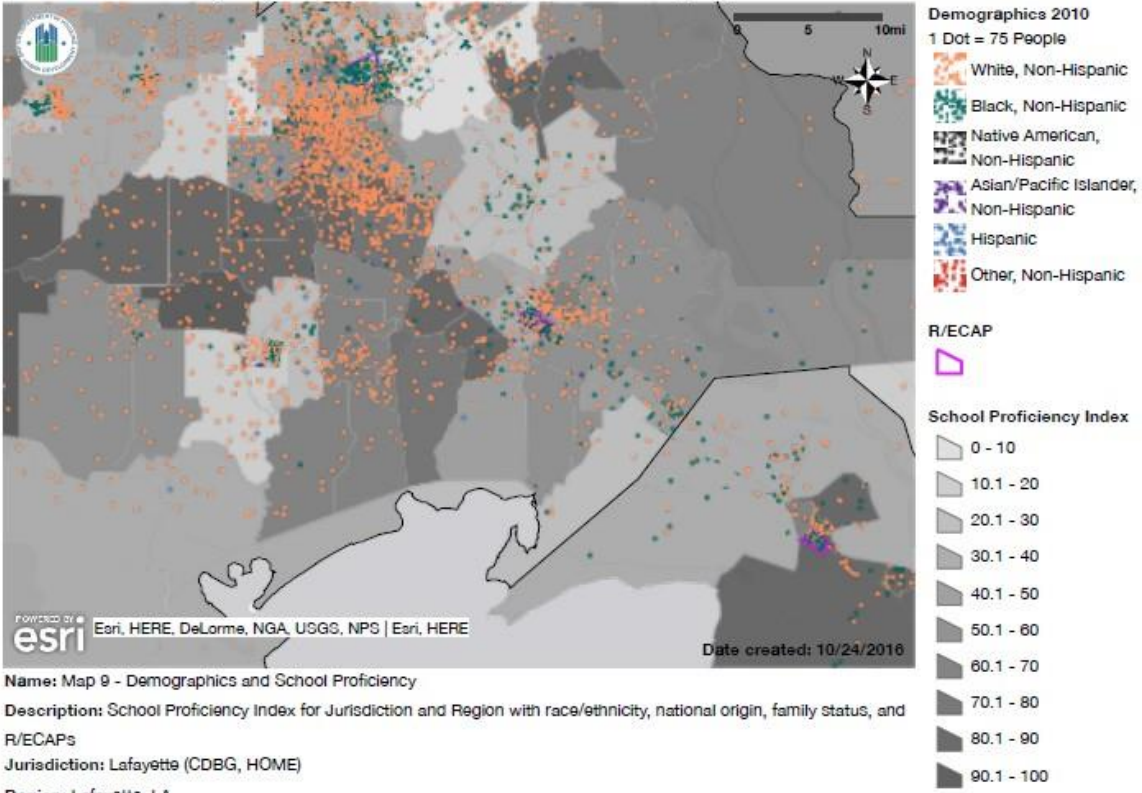 0 5 10mi
N
W E
S
Demographics 2010
1 Dot = 75 People
White, Non-Hispanic
Black, Non-Hispanic
Native American,
Non-Hispanic
Asian/Pacific Islander,
Non-Hispanic
Hispanic
Other, Non-Hispanic
R/ECAP
School Proficiency Index
0 - 10
10.1 - 20
20.1 - 30
30.1 - 40
40.1 - 50
50.1 - 60
60.1 - 70
70.1 - 80
80.1 - 90
90.1 - 100
POWERED BY
esri
Esri, HERE, DeLorme, NGA, USGS, NPS | Esri, HERE
Date created: 10/24/2016
Name: Map 9 - Demographics and School Proficiency
Description: School Proficiency Index for Jurisdiction and Region with race/ethnicity, national origin, family status, and
R/ECAPs
Jurisdiction: Lafayette (CDBG, HOME)